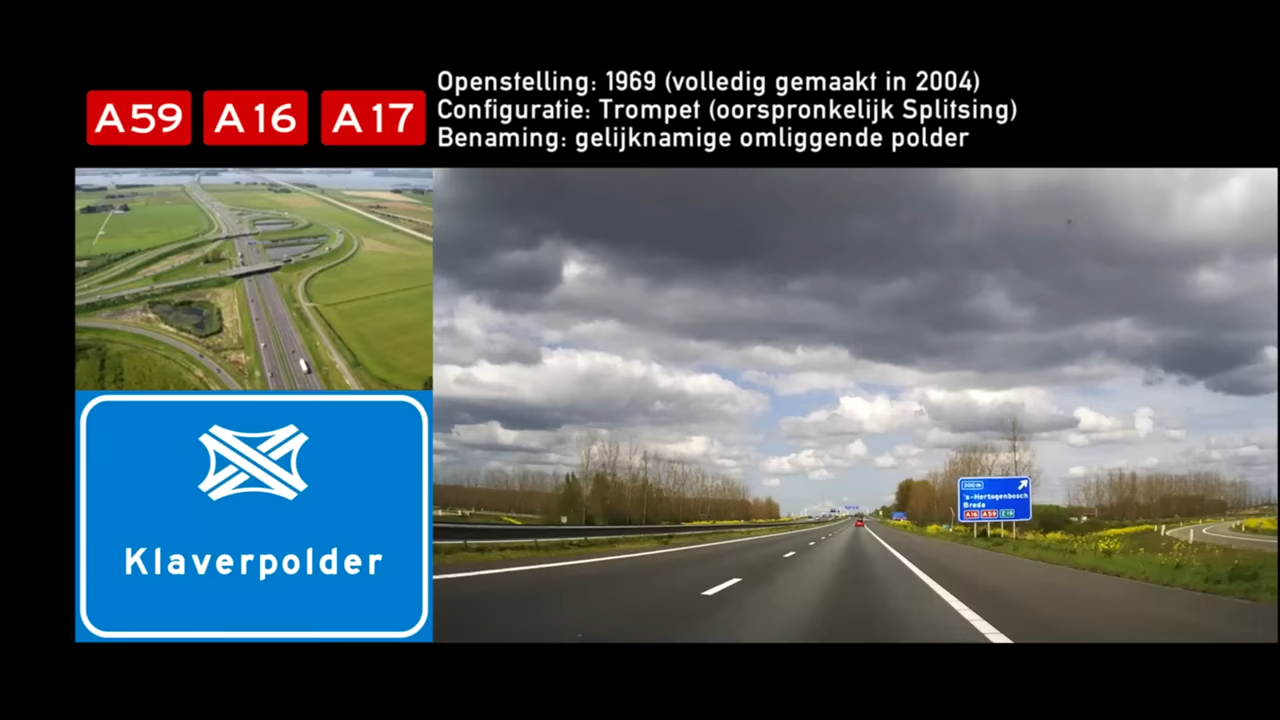 A59 A16 A17
Openstelling: 1969 (volledig gemaakt in 2004)
Configuratie: Trompet (oorspronkelijk Splitsing)
Benaming: gelijknamige omliggende polder
Klaverpolder
300 m
's-Hertogenbosch
Breda
A16 A59 E19